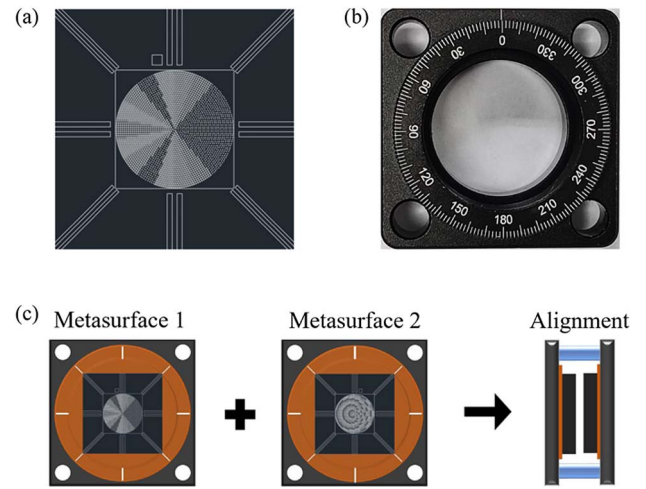 (a)
(b)
0
330
300
270
240
210
180
150
120
90
60
30
(c)
Metasurface 1
Metasurface 2
Alignment